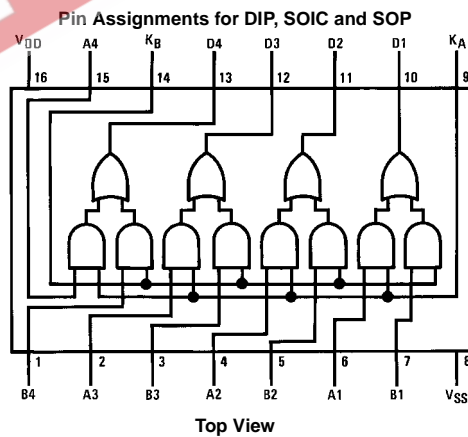 Pin Assignments for DIP, SOIC and SOP
VDD A4 KB D4 D3 D2 D1 KA
16 15 14 13 12 11 10 9
1 2 3 4 5 6 7 8
B4 A3 B3 A2 B2 A1 B1 VSS
Top View